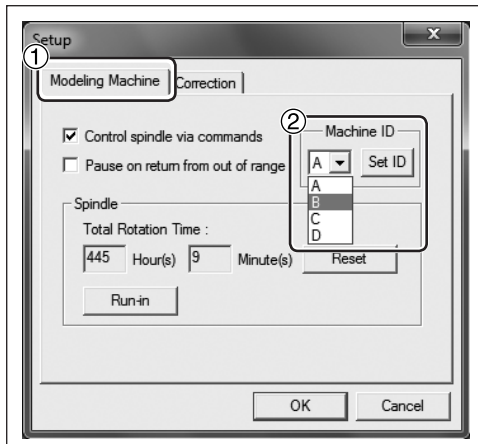 Setup
X
1
Modeling Machine Correction
2
Control spindle via commands
Machine ID
Pause on return from out of range
A Set ID
A
B
C
D
Spindle
Total Rotation Time :
445 Hour(s) 9 Minute(s) Reset
Run-in
OK Cancel